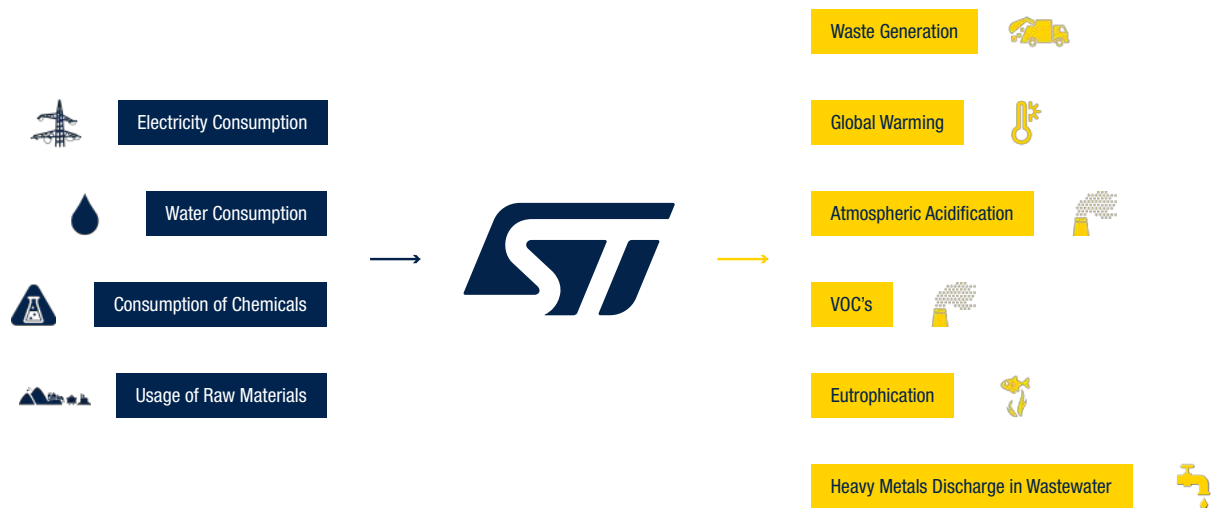 Electricity Consumption
Water Consumption
Consumption of Chemicals
Usage of Raw Materials
ST
Waste Generation
Global Warming
Atmospheric Acidification
VOC's
Eutrophication
Heavy Metals Discharge in Wastewater